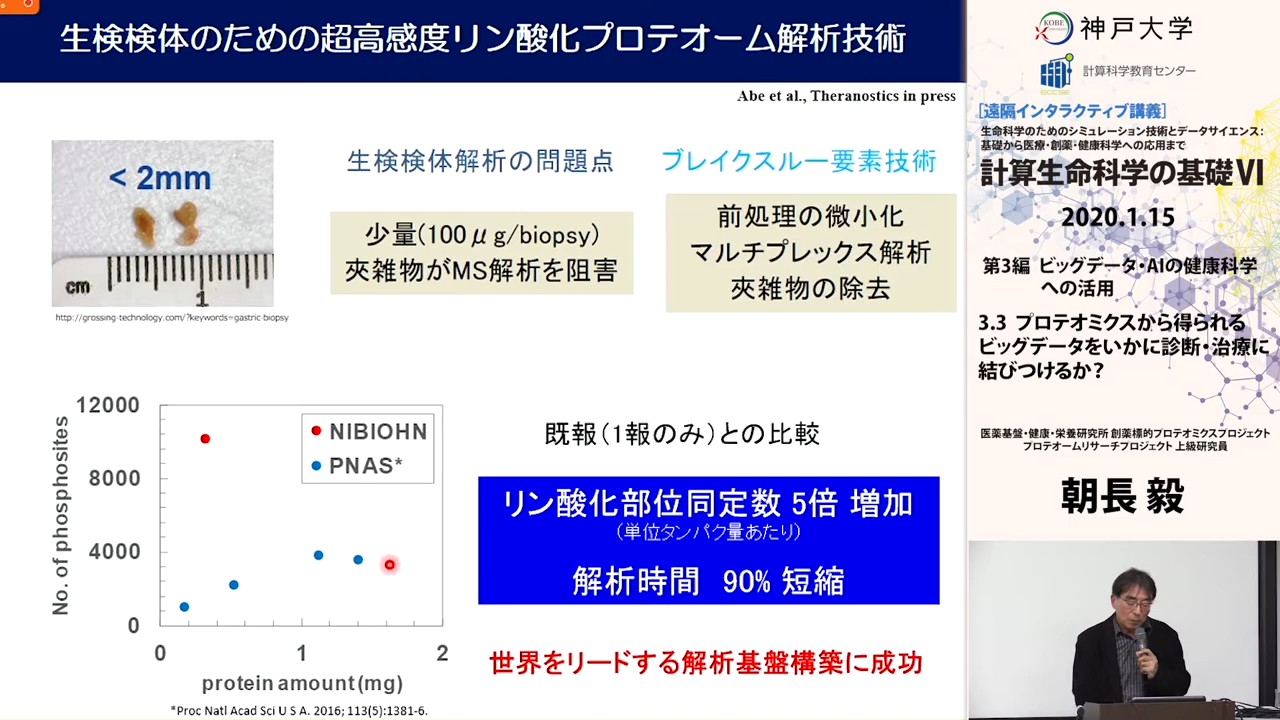 生検検体のための超高感度リン酸化プロテオーム解析技術
Abe et al., Theranostics in press
< 2mm
cm
1
http://grossing-technology.com/?keywords=gastric-biopsy
生検検体解析の問題点
少量(100μg/biopsy)
夾雑物がMS解析を阻害
ブレイクスルー要素技術
前処理の微小化
マルチプレックス解析
夾雑物の除去
No. of phosphosites
12000
8000
4000
0
0
1
2
protein amount(mg)
NIBIOHN
PNAS*
*Proc Natl Acad Sci U S A. 2016; 113(5):1381-6.
既報(1報のみ)との比較
リン酸化部位同定数 5倍 増加
(単位タンパク量あたり)
解析時間 90% 短縮
世界をリードする解析基盤構築に成功
KOBE
神戸大学
計算科学教育センター
[遠隔インタラクティブ講義]
生命科学のためのシミュレーション技術とデータサイエンス:
基礎から医療・創薬・健康科学への応用まで
計算生命科学の基礎Ⅵ
2020.1.15
第3編 ビッグデータ・AIの健康科学
への活用
3.3 プロテオミクスから得られる
ビッグデータをいかに診断・治療に
結びつけるか?
医薬基盤・健康・栄養研究所 創薬標的プロテオミクスプロジェクト
プロテオームリサーチプロジェクト 上級研究員
朝長 毅